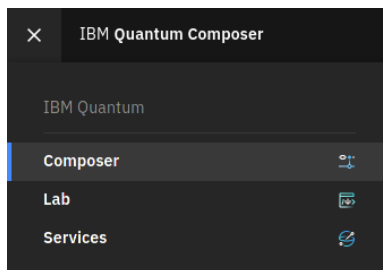 IBM Quantum Composer
IBM Quantum
Composer
Lab
Services